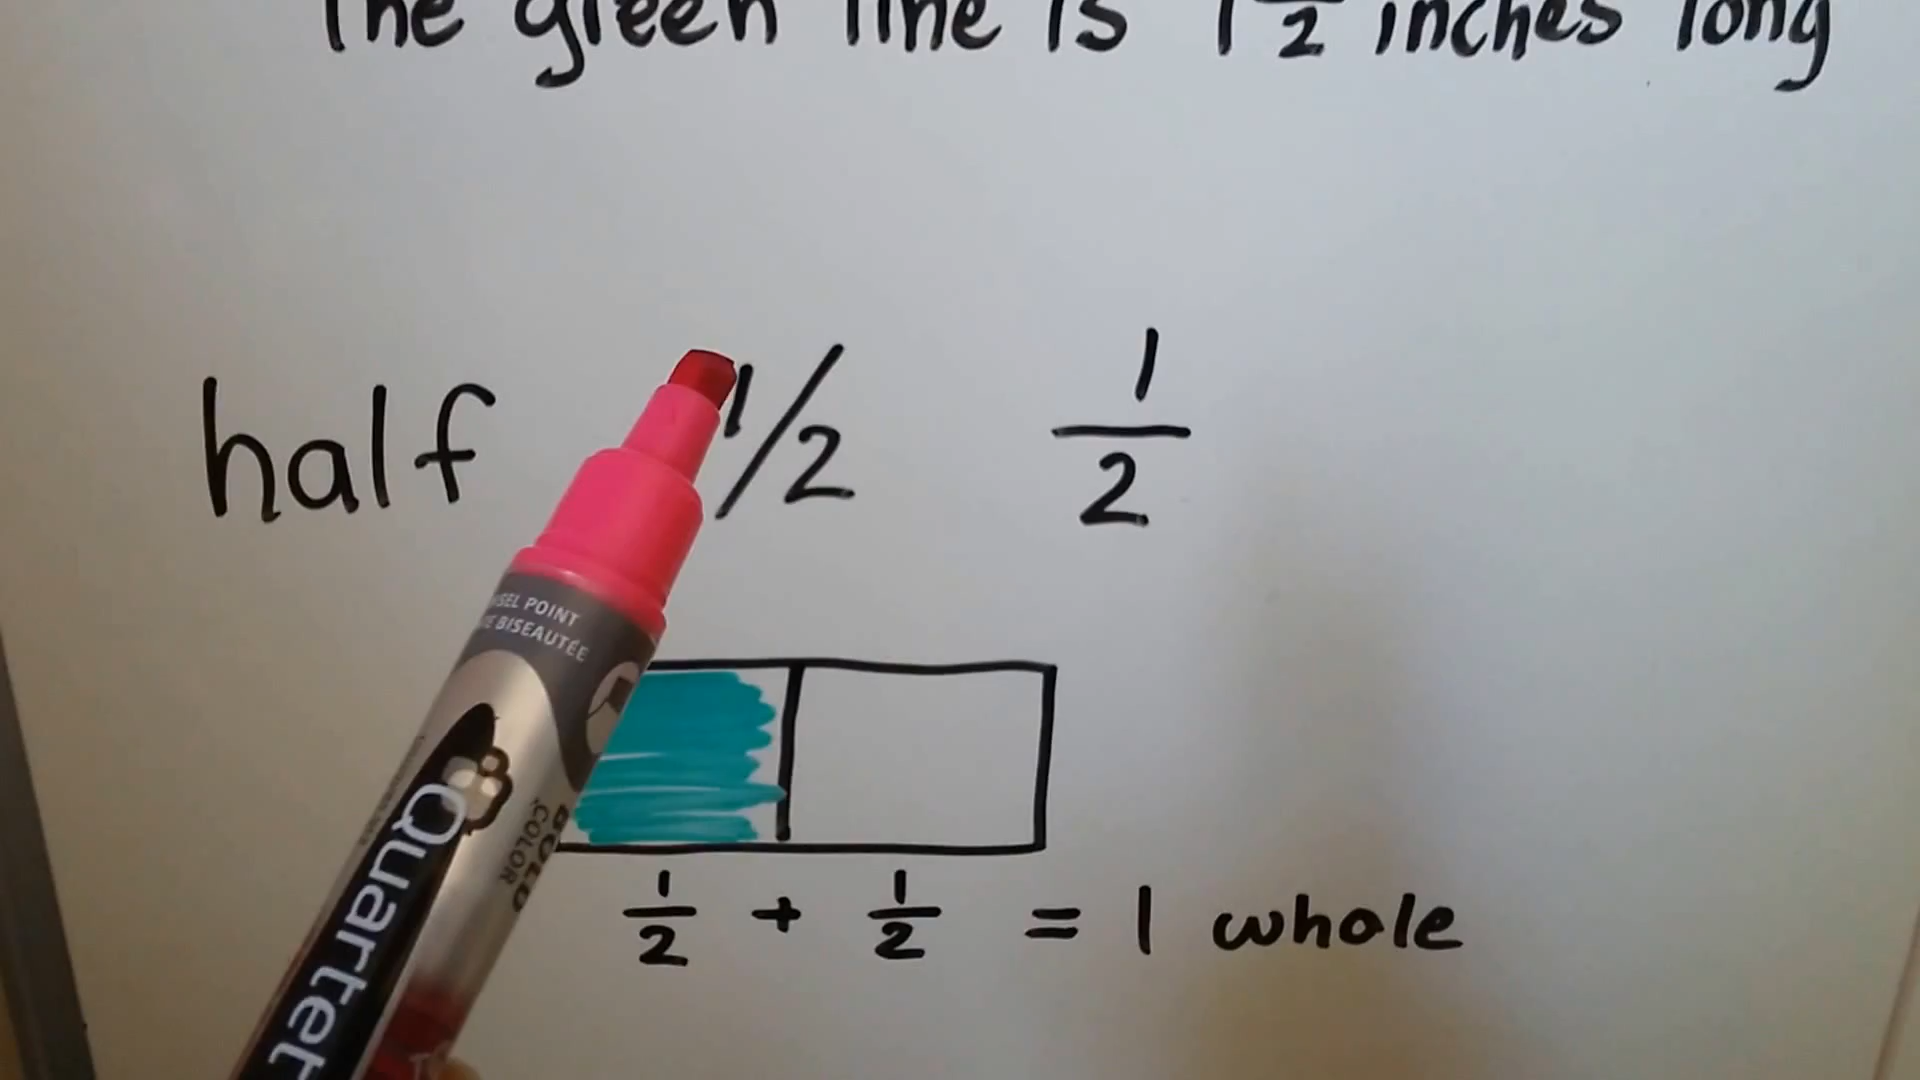 The green line is 1 1/2 inches long
half 1/2 1/2
ISEL POINT
BISEAUTÉE
BOLD
COLOR
Quartet
1/2 + 1/2 = 1 whole